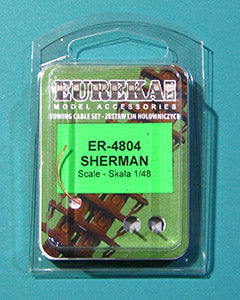 EUREKA!
MODEL ACCESSORIES
TOWING CABLE SET - ZESTAW LIN HOLOWNICZYCH
ER-4804
SHERMAN
Scale - Skala 1/48